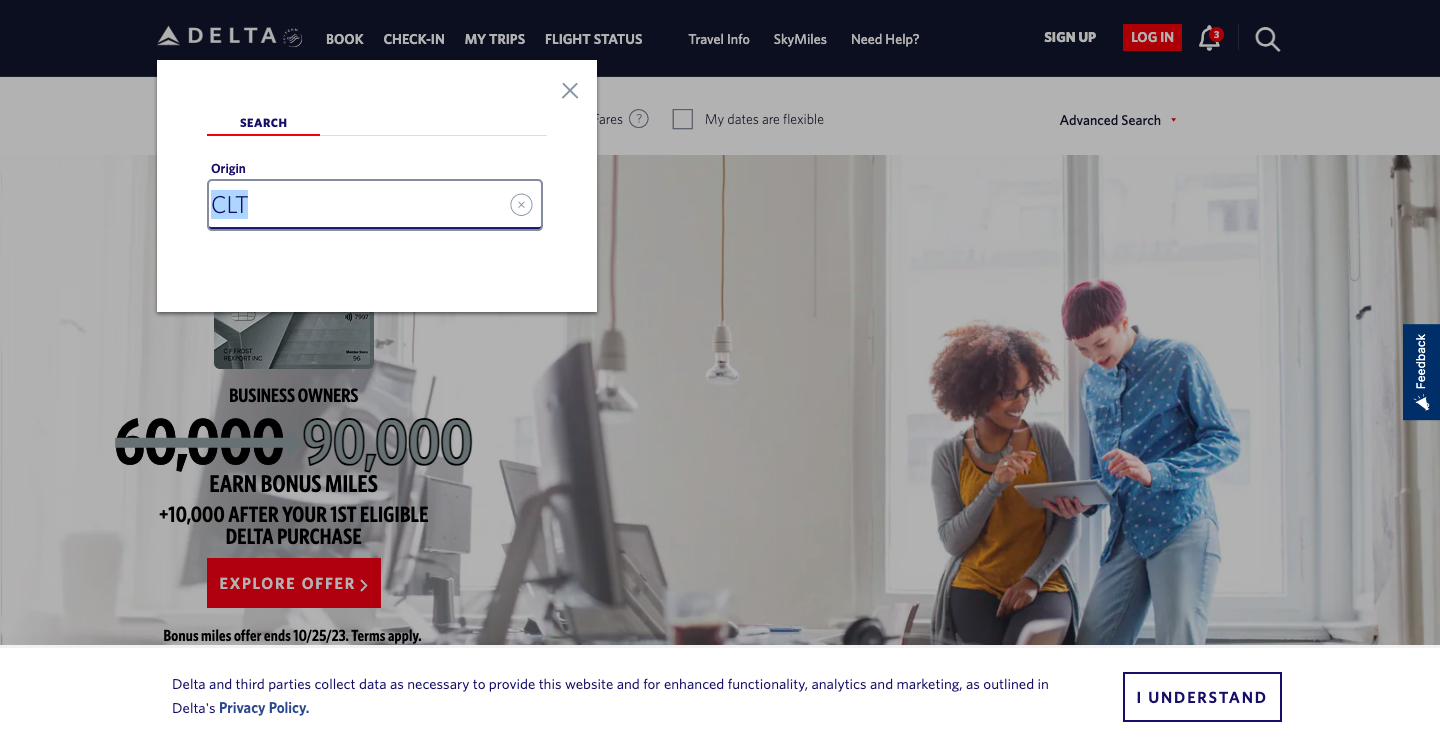 DELTA
BOOK CHECK-IN MY TRIPS FLIGHT STATUS Travel Info SkyMiles Need Help? SIGN UP LOG IN 3
SEARCH
Origin
CLT
Fares ? My dates are flexible Advanced Search
7997
C F FROST
REXPORT INC
Member Since
96
BUSINESS OWNERS
60,000 90,000
EARN BONUS MILES
+10,000 AFTER YOUR 1ST ELIGIBLE
DELTA PURCHASE
EXPLORE OFFER
Bonus miles offer ends 10/25/23. Terms apply.
Feedback
Delta and third parties collect data as necessary to provide this website and for enhanced functionality, analytics and marketing, as outlined in
Delta's Privacy Policy.
I UNDERSTAND